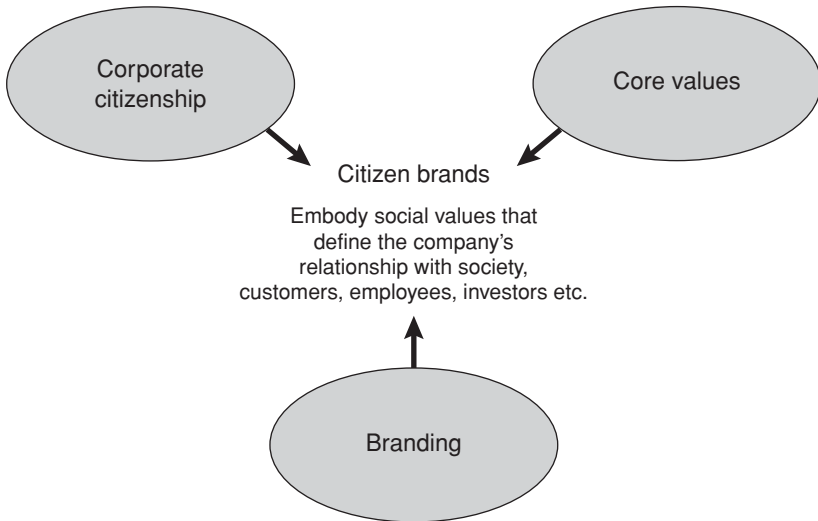 Corporate
citizenship
Core values
Citizen brands
Embody social values that
define the company’s
relationship with society,
customers, employees, investors etc.
Branding